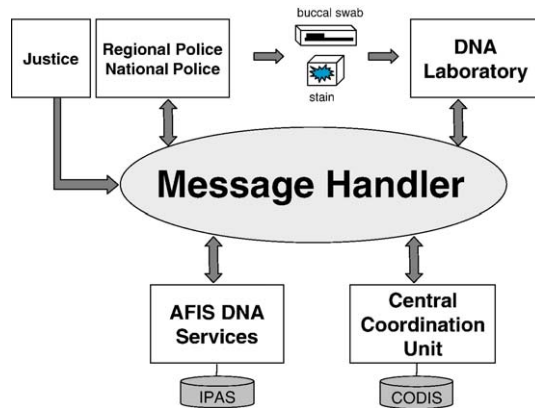 buccal swab
Justice
Regional Police
National Police
stain
DNA
Laboratory
Message Handler
AFIS DNA
Services
IPAS
Central
Coordination
Unit
CODIS